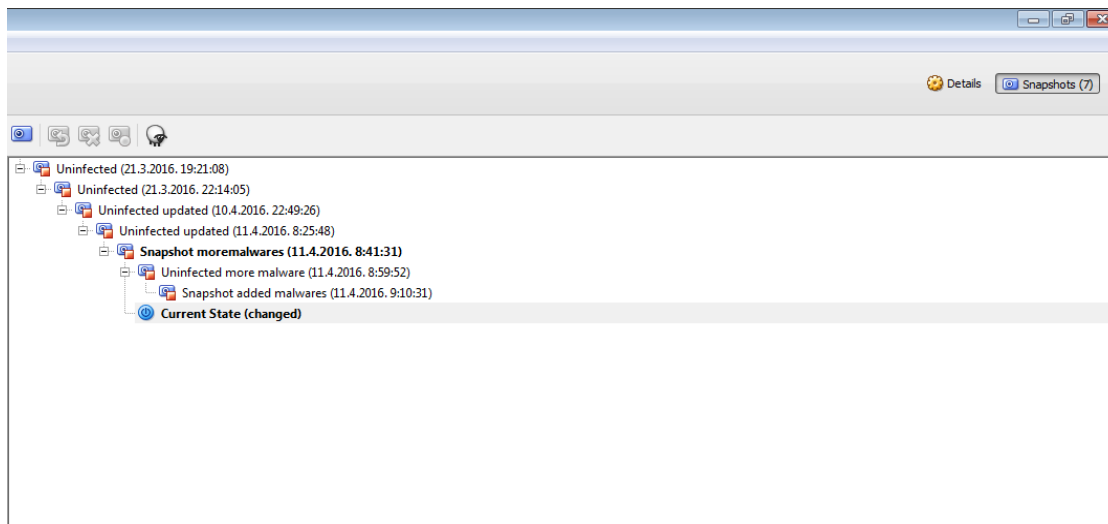 Details Snapshots (7)
Uninfected (21.3.2016. 19:21:08)
Uninfected (21.3.2016. 22:14:05)
Uninfected updated (10.4.2016. 22:49:26)
Uninfected updated (11.4.2016. 8:25:48)
Snapshot moremalwares (11.4.2016. 8:41:31)
Uninfected more malware (11.4.2016. 8:59:52)
Snapshot added malwares (11.4.2016. 9:10:31)
Current State (changed)